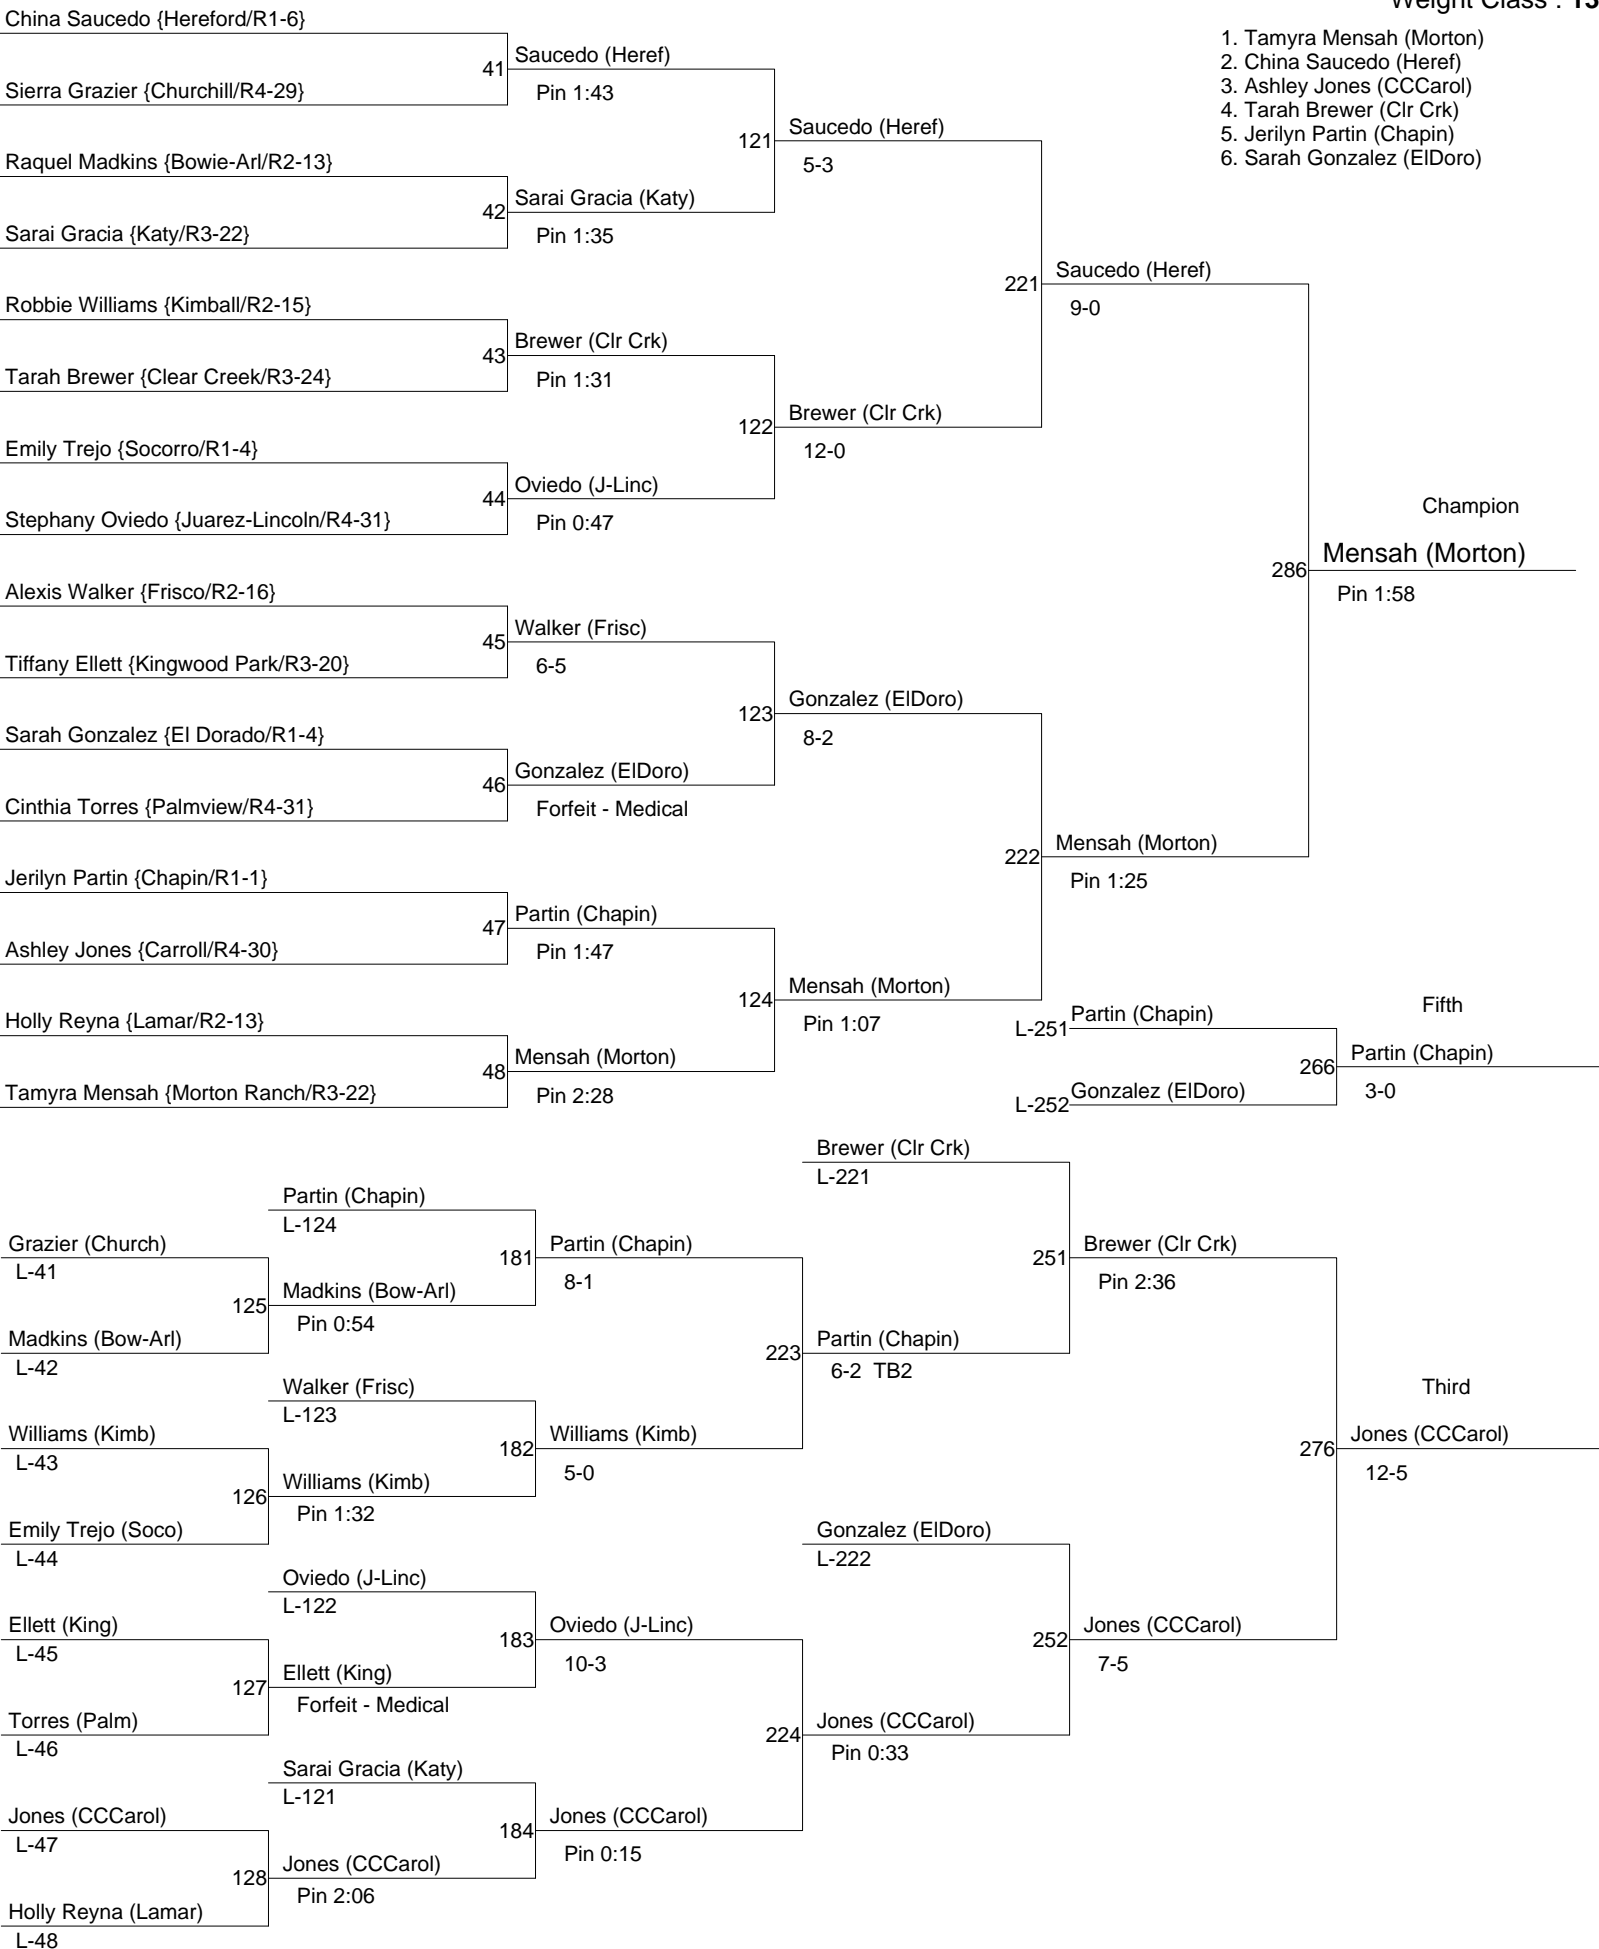 Weight Class : 13
1. Tamyra Mensah (Morton)
2. China Saucedo (Heref)
3. Ashley Jones (CCCarol)
4. Tarah Brewer (Clr Crk)
5. Jerilyn Partin (Chapin)
6. Sarah Gonzalez (ElDoro)
China Saucedo {Hereford/R1-6}
Sierra Grazier {Churchill/R4-29}
Raquel Madkins {Bowie-Arl/R2-13}
Sarai Gracia {Katy/R3-22}
Robbie Williams {Kimball/R2-15}
Tarah Brewer {Clear Creek/R3-24}
Emily Trejo {Socorro/R1-4}
Stephany Oviedo {Juarez-Lincoln/R4-31}
Alexis Walker {Frisco/R2-16}
Tiffany Ellett {Kingwood Park/R3-20}
Sarah Gonzalez {El Dorado/R1-4}
Cinthia Torres {Palmview/R4-31}
Jerilyn Partin {Chapin/R1-1}
Ashley Jones {Carroll/R4-30}
Holly Reyna {Lamar/R2-13}
Tamyra Mensah {Morton Ranch/R3-22}
41 Saucedo (Heref)
Pin 1:43
42 Sarai Gracia (Katy)
Pin 1:35
43 Brewer (Clr Crk)
Pin 1:31
44 Oviedo (J-Linc)
Pin 0:47
45 Walker (Frisc)
6-5
46 Gonzalez (ElDoro)
Forfeit - Medical
47 Partin (Chapin)
Pin 1:47
48 Mensah (Morton)
Pin 2:28
121 Saucedo (Heref)
5-3
122 Brewer (Clr Crk)
12-0
123 Gonzalez (ElDoro)
8-2
124 Mensah (Morton)
Pin 1:07
221 Saucedo (Heref)
9-0
222 Mensah (Morton)
Pin 1:25
Champion
286 Mensah (Morton)
Pin 1:58
Fifth
L-251 Partin (Chapin)
L-252 Gonzalez (ElDoro)
266 Partin (Chapin)
3-0
Grazier (Church)
L-41
Madkins (Bow-Arl)
L-42
Williams (Kimb)
L-43
Emily Trejo (Soco)
L-44
Ellett (King)
L-45
Torres (Palm)
L-46
Jones (CCCarol)
L-47
Holly Reyna (Lamar)
L-48
Partin (Chapin)
L-124
125 Madkins (Bow-Arl)
Pin 0:54
Walker (Frisc)
L-123
126 Williams (Kimb)
Pin 1:32
Oviedo (J-Linc)
L-122
127 Ellett (King)
Forfeit - Medical
Sarai Gracia (Katy)
L-121
128 Jones (CCCarol)
Pin 2:06
181 Partin (Chapin)
8-1
182 Williams (Kimb)
5-0
183 Oviedo (J-Linc)
10-3
184 Jones (CCCarol)
Pin 0:15
Brewer (Clr Crk)
L-221
223 Partin (Chapin)
6-2 TB2
Gonzalez (ElDoro)
L-222
224 Jones (CCCarol)
Pin 0:33
251 Brewer (Clr Crk)
Pin 2:36
252 Jones (CCCarol)
7-5
Third
276 Jones (CCCarol)
12-5